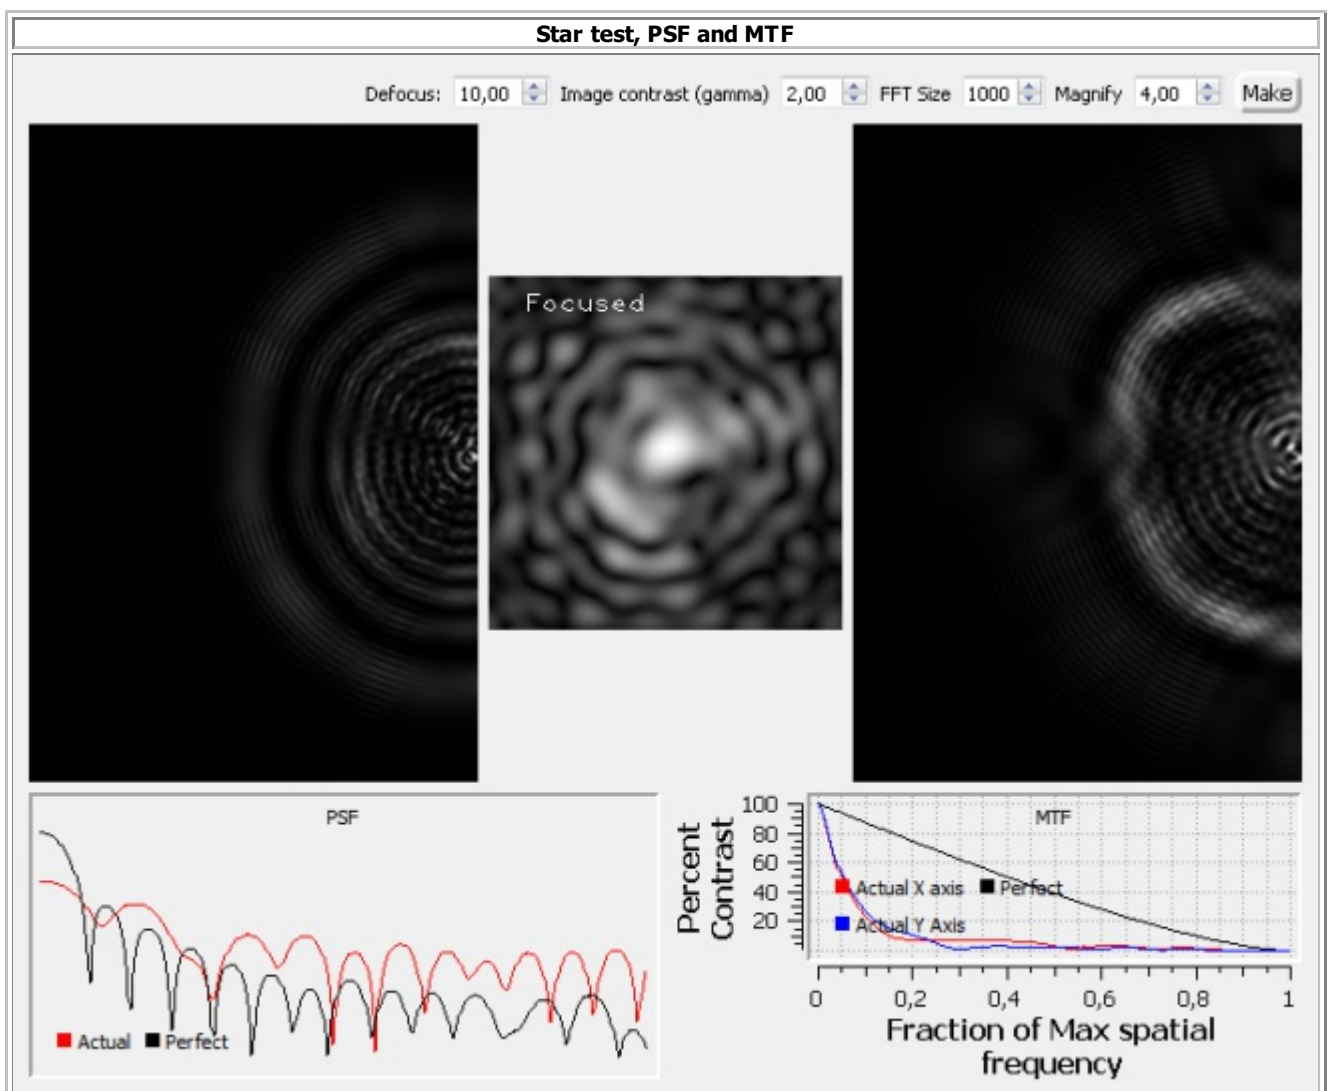 Star test, PSF and MTF
Defocus: 10,00 Image contrast (gamma) 2,00 FFT Size 1000 Magnify 4,00 Make
Focused
PSF
Actual Perfect
Percent Contrast
100
80
60
40
20
MTF
Actual X axis Perfect
Actual Y Axis
0 0,2 0,4 0,6 0,8 1
Fraction of Max spatial
frequency